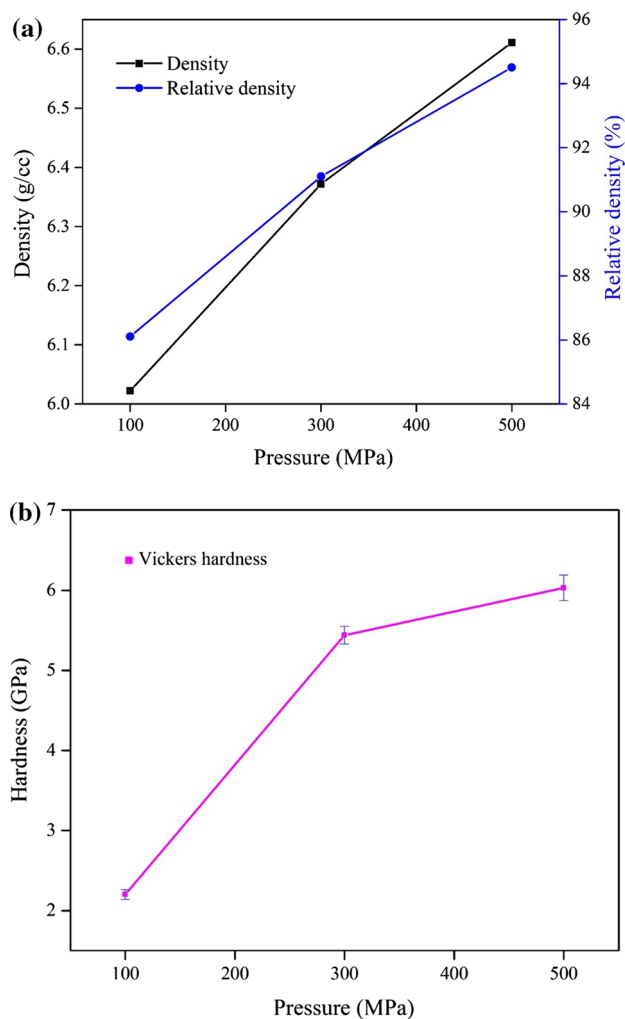 (a)
Density
Relative density
Density (g/cc)
6.6
6.5
6.4
6.3
6.2
6.1
6.0
96
94
92
90
88
86
84
Relative density (%)
100 200 300 400 500
Pressure (MPa)
(b)
Vickers hardness
Hardness (GPa)
7
6
5
4
3
2
100 200 300 400 500
Pressure (MPa)